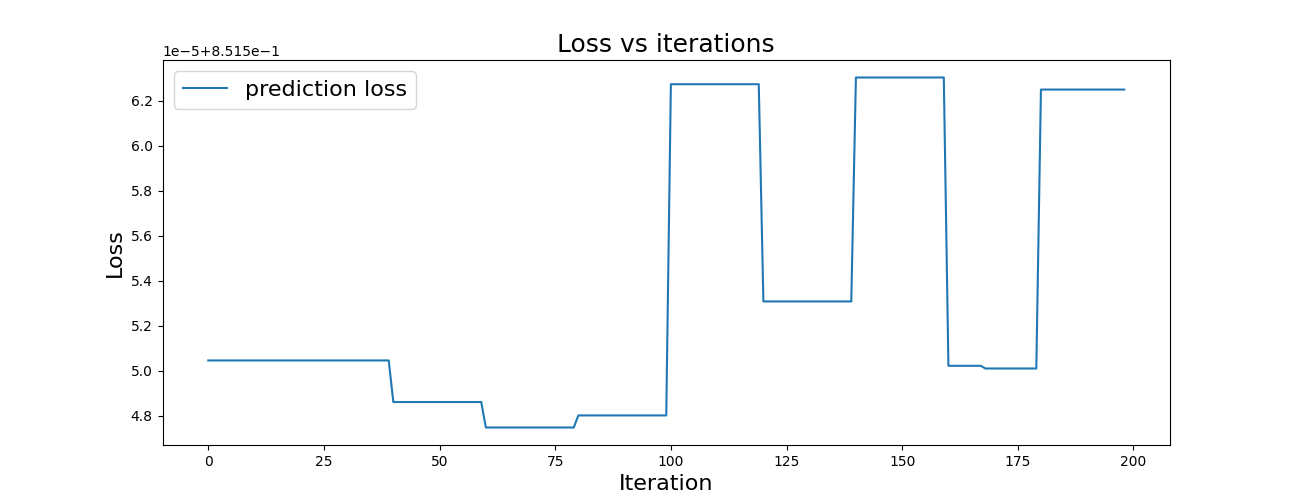 Loss vs iterations
1e−5+8.515e−1
prediction loss
6.2
6.0
5.8
5.6
5.4
5.2
5.0
4.8
Loss
0 25 50 75 100 125 150 175 200
Iteration